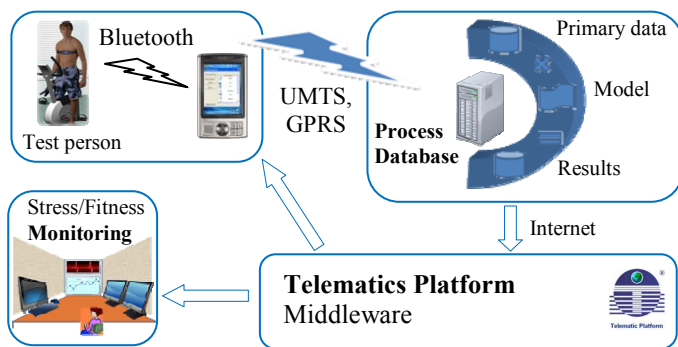 Bluetooth
Test person
UMTS,
GPRS
Primary data
Model
Process
Database
Results
Internet
Stress/Fitness
Monitoring
Telematics Platform
Middleware
®
Telematic Platform